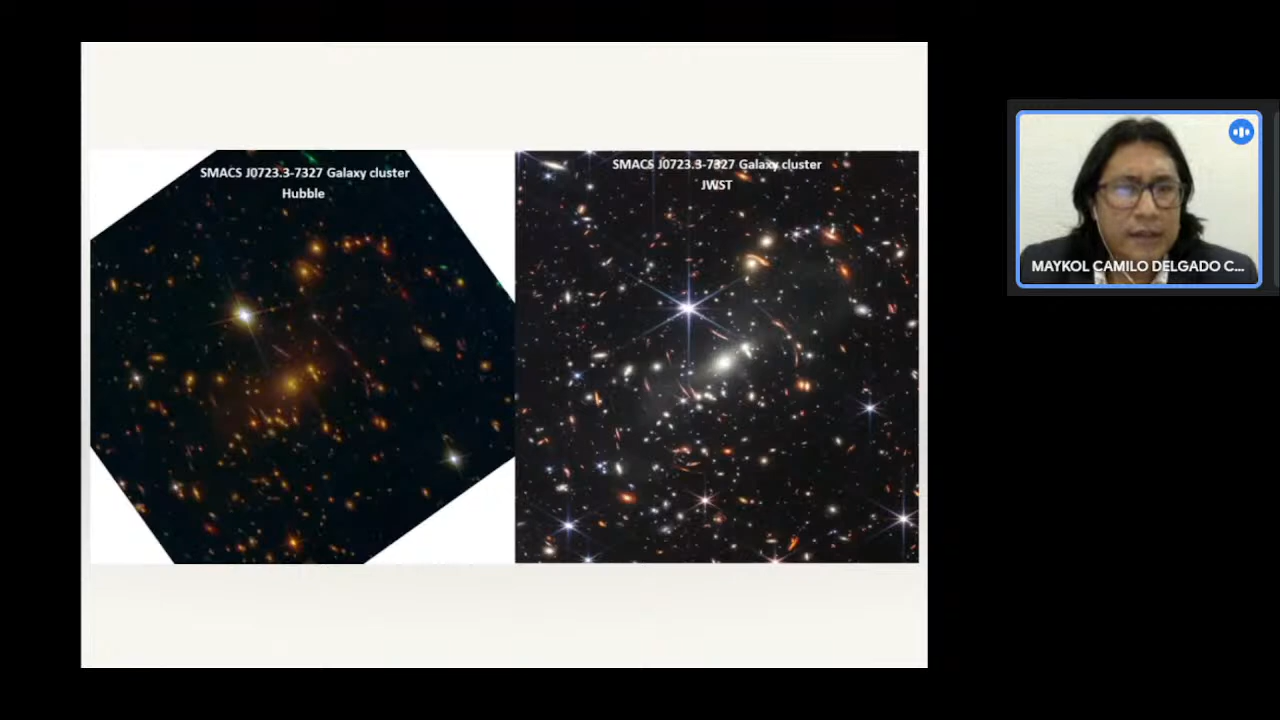 SMACS J0723.3-7327 Galaxy cluster
Hubble
SMACS J0723.3-7327 Galaxy cluster
JWST
MAYKOL CAMILO DELGADO C...